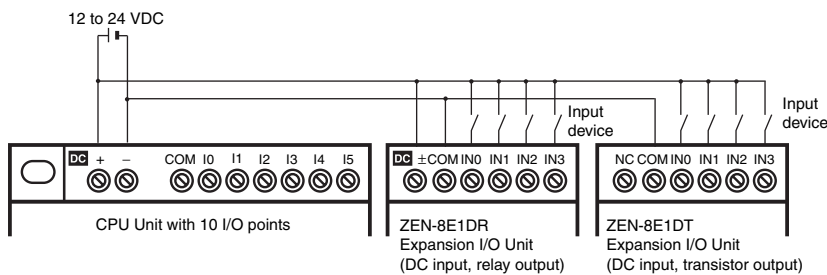 12 to 24 VDC
Input
device
Input
device
DC + − COM I0 I1 I2 I3 I4 I5
DC ± COM IN0 IN1 IN2 IN3
NC COM IN0 IN1 IN2 IN3
CPU Unit with 10 I/O points
ZEN-8E1DR
Expansion I/O Unit
(DC input, relay output)
ZEN-8E1DT
Expansion I/O Unit
(DC input, transistor output)